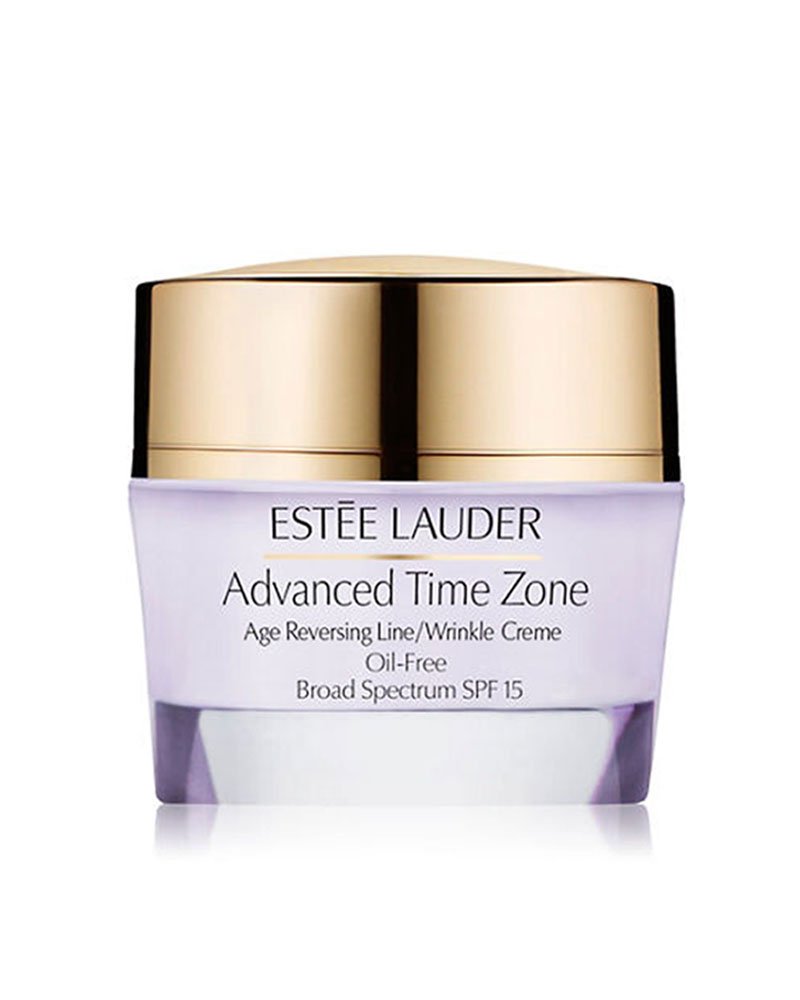 ESTĒE LAUDER
Advanced Time Zone
Age Reversing Line/Wrinkle Creme
Oil-Free
Broad Spectrum SPF 15